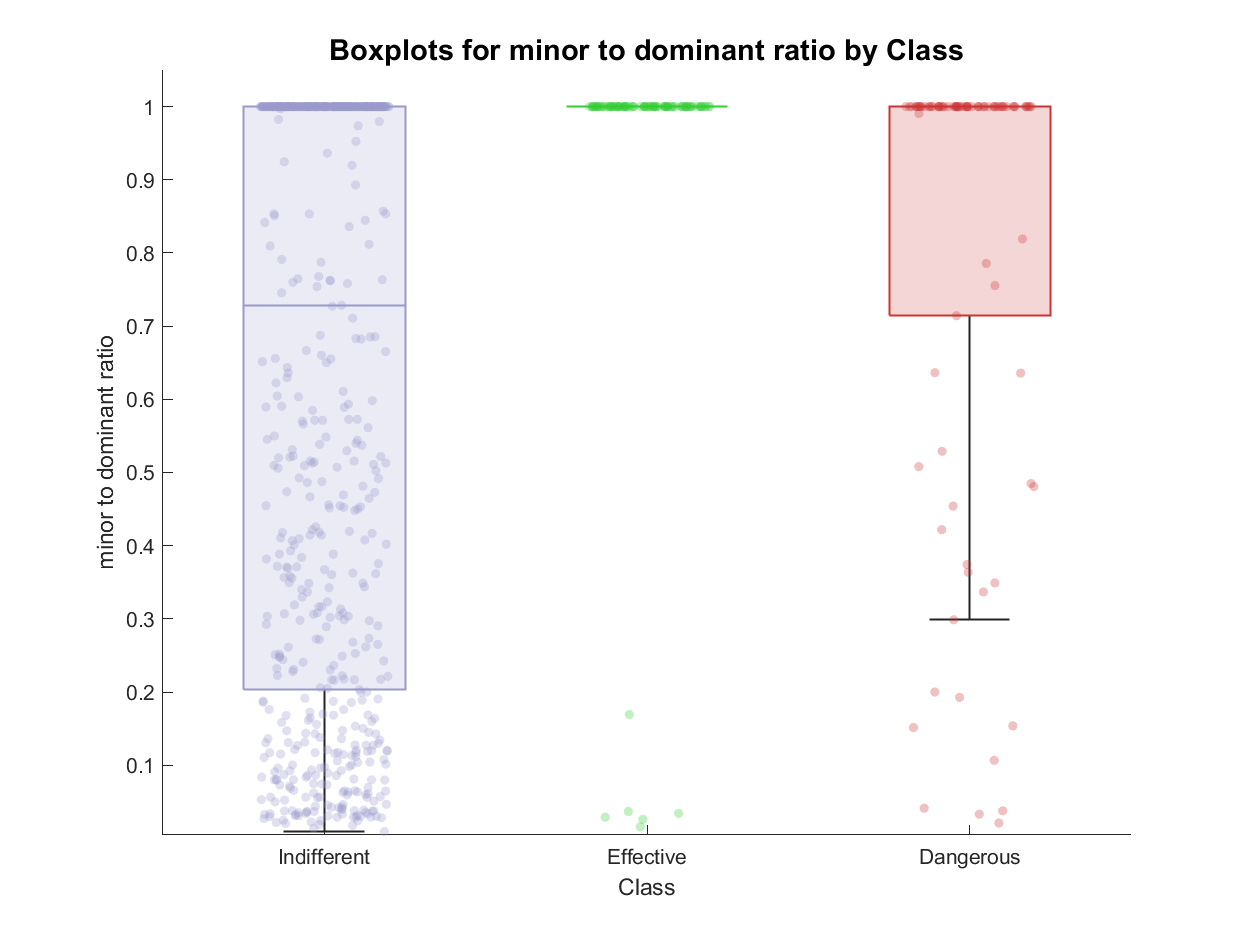 Boxplots for minor to dominant ratio by Class
minor to dominant ratio
1
0.9
0.8
0.7
0.6
0.5
0.4
0.3
0.2
0.1
Indifferent
Effective
Dangerous
Class